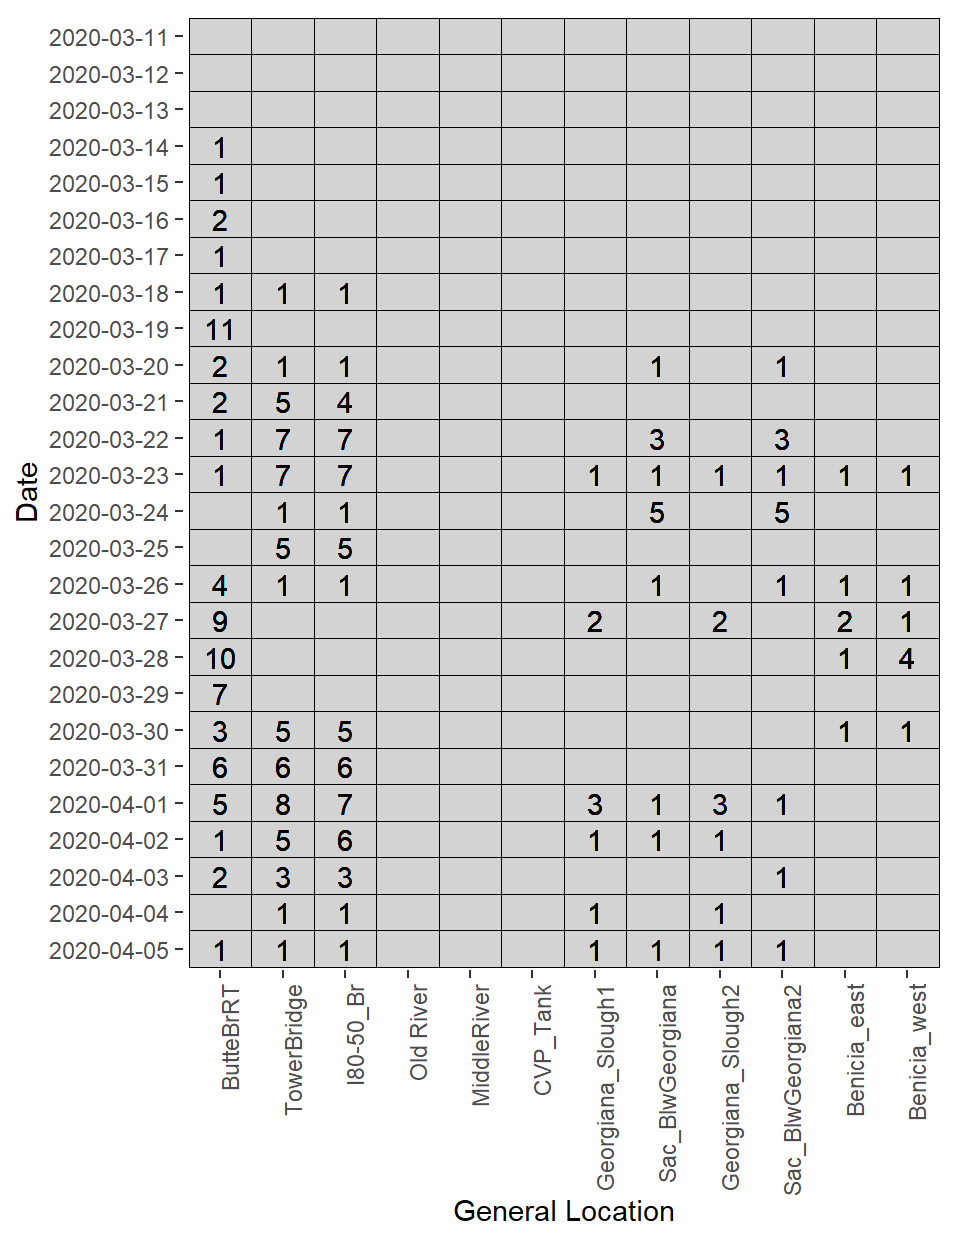 2020-03-11
2020-03-12
2020-03-13
2020-03-14 1
2020-03-15 1
2020-03-16 2
2020-03-17 1
2020-03-18 1 1 1
2020-03-19 11
2020-03-20 2 1 1 1 1
2020-03-21 2 5 4
2020-03-22 1 7 7 3 3
2020-03-23 1 7 7 1 1 1 1 1 1
2020-03-24 1 1 5 5
2020-03-25 5 5
2020-03-26 4 1 1 1 1 1 1
2020-03-27 9 2 2 2 1
2020-03-28 10 1 4
2020-03-29 7
2020-03-30 3 5 5 1 1
2020-03-31 6 6 6
2020-04-01 5 8 7 3 1 3 1
2020-04-02 1 5 6 1 1 1
2020-04-03 2 3 3 1
2020-04-04 1 1 1 1
2020-04-05 1 1 1 1 1 1 1
Date
ButteBrRT
TowerBridge
I80-50_Br
Old River
MiddleRiver
CVP_Tank
Georgiana_Slough1
Sac_BlwGeorgiana
Georgiana_Slough2
Sac_BlwGeorgiana2
Benicia_east
Benicia_west
General Location